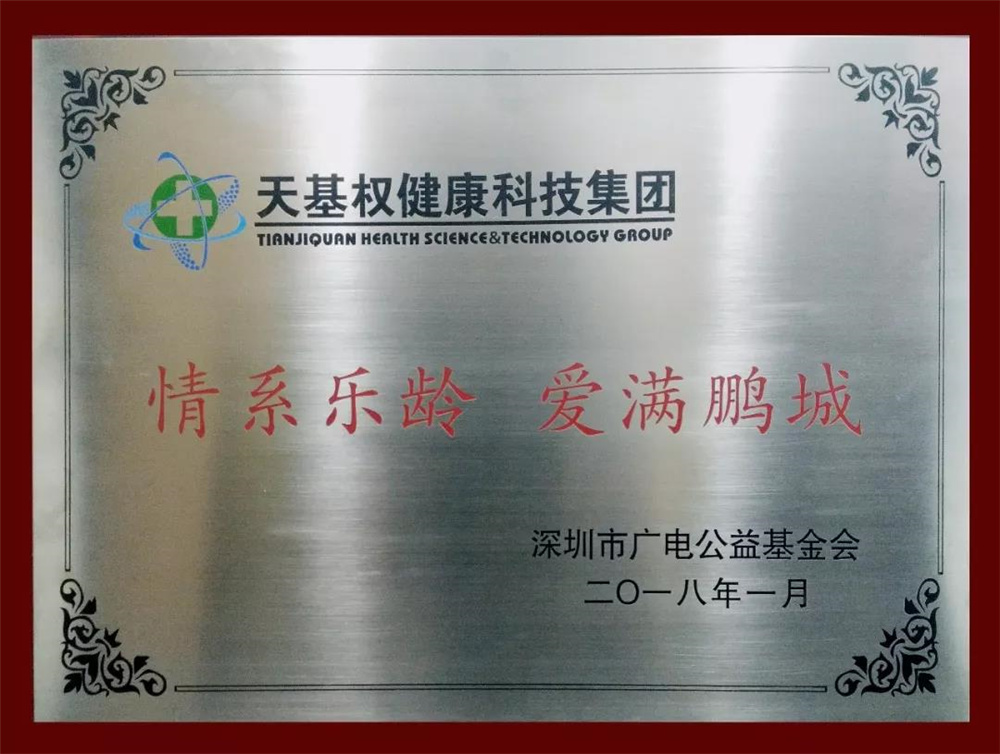 天基权健康科技集团
TIANJIQUAN HEALTH SCIENCE&TECHNOLOGY GROUP
情系乐龄 爱满鹏城
深圳市广电公益基金会
二〇一八年一月